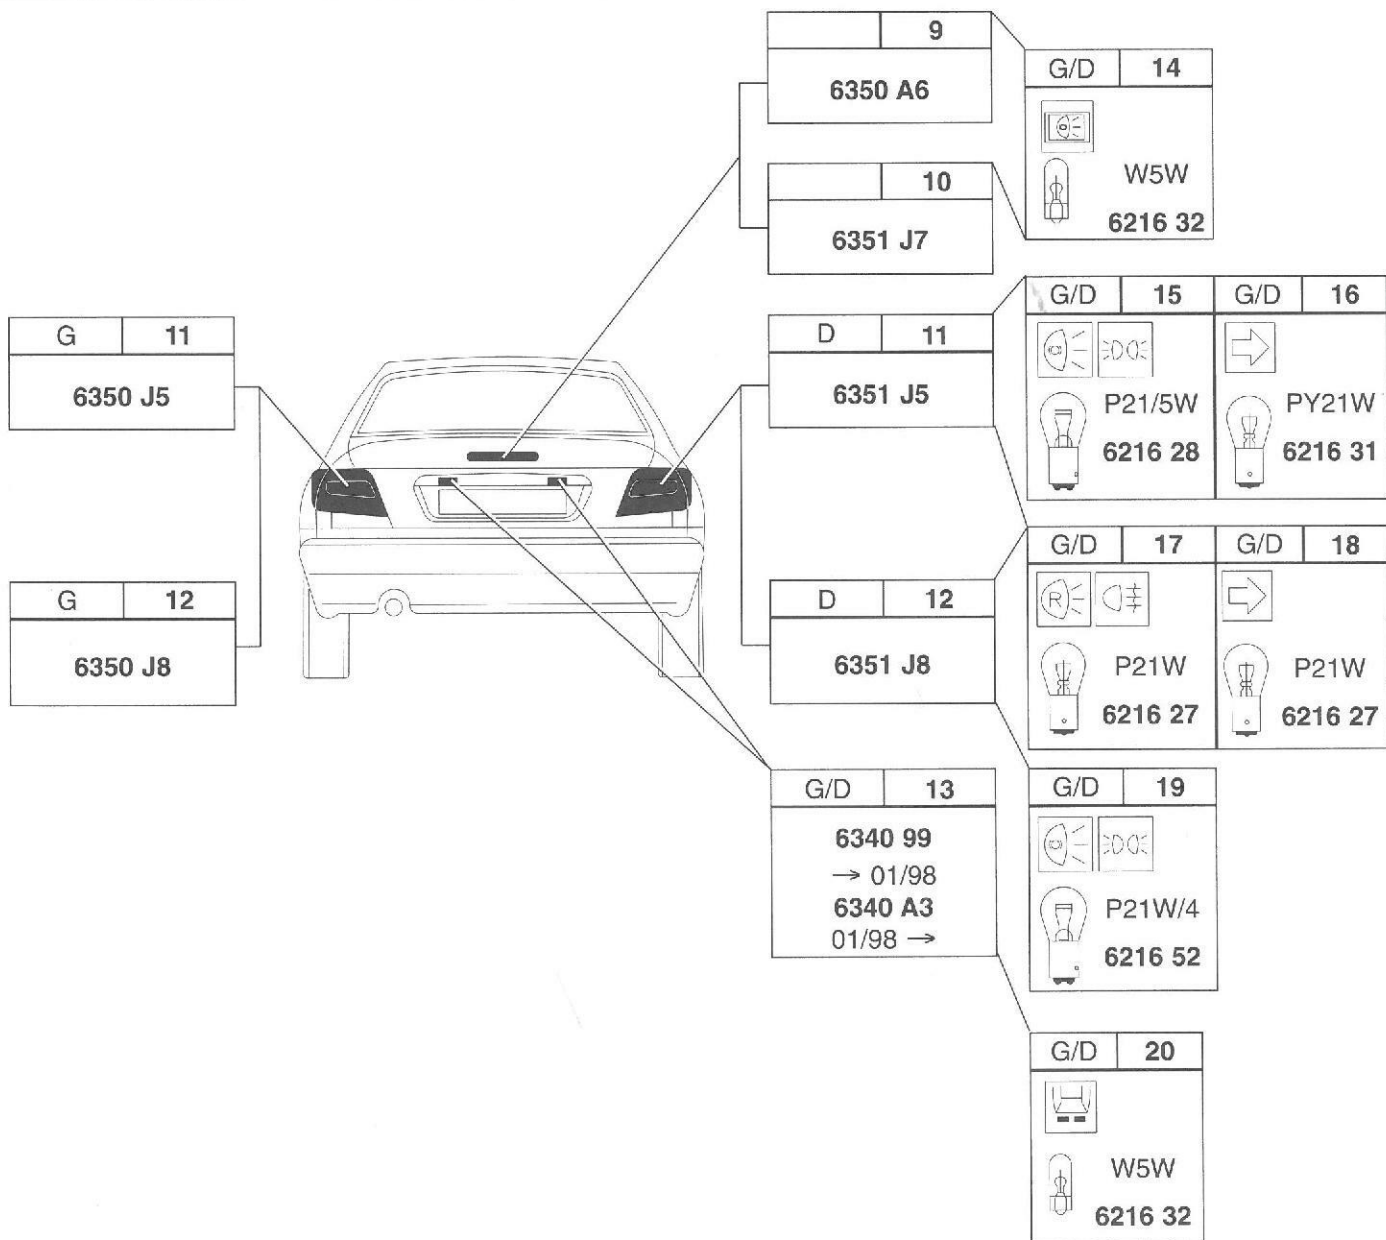 9
6350 A6
10
6351 J7
G/D 14
W5W
6216 32
G 11
6350 J5
G 12
6350 J8
D 11
6351 J5
D 12
6351 J8
G/D 13
6340 99
→ 01/98
6340 A3
01/98 →
G/D 15
P21/5W
6216 28
G/D 16
PY21W
6216 31
G/D 17
R
P21W
6216 27
G/D 18
P21W
6216 27
G/D 19
P21W/4
6216 52
G/D 20
W5W
6216 32